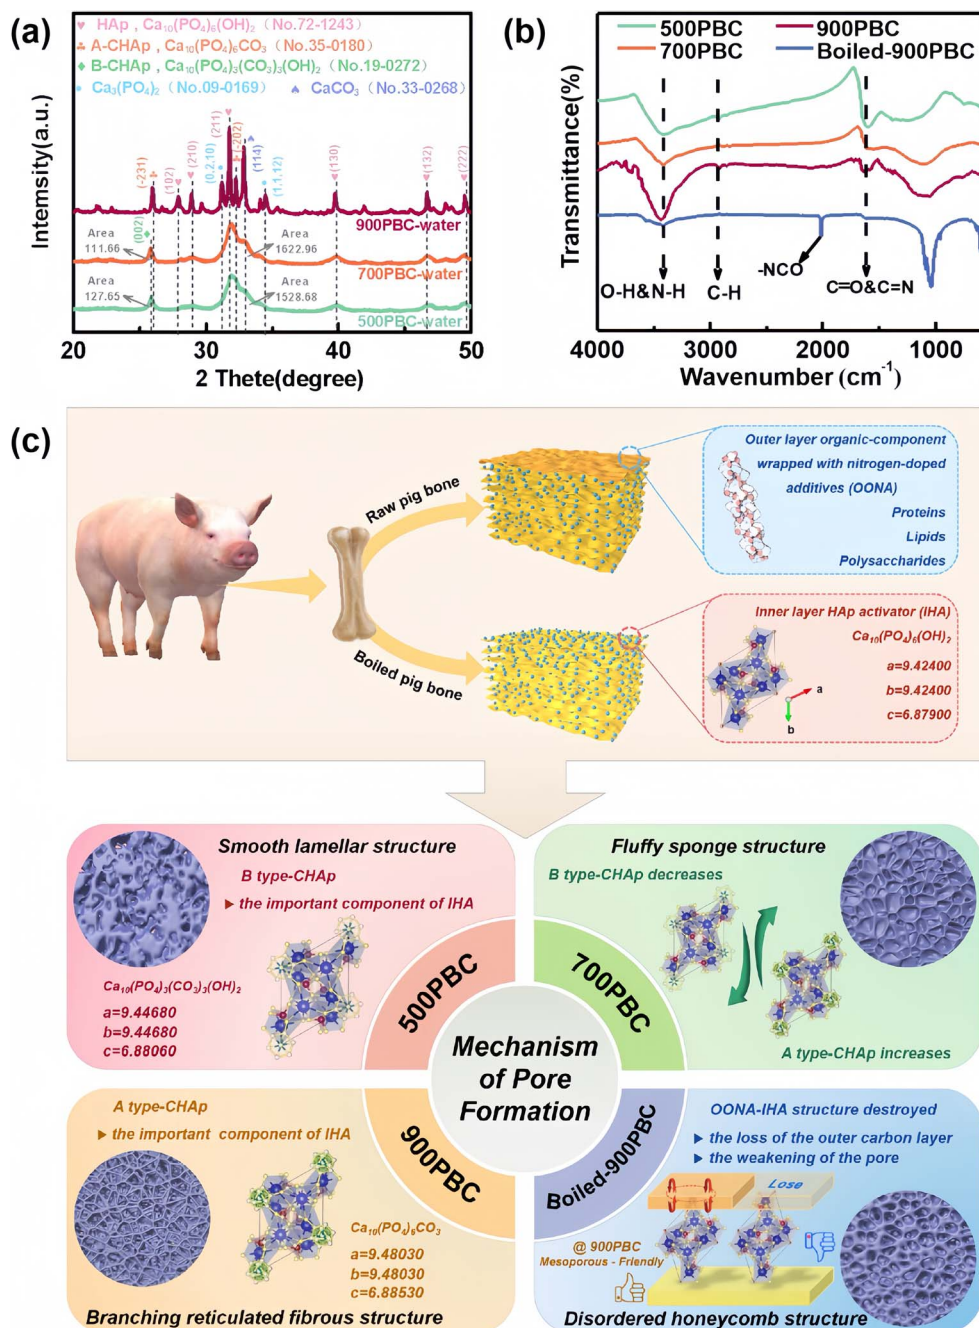 (a)
♥ HAp , Ca₁₀(PO₄)₆(OH)₂ (No.72-1243)
♣ A-CHAp , Ca₁₀(PO₄)₆CO₃ (No.35-0180)
♦ B-CHAp , Ca₁₀(PO₄)₃(CO₃)₃(OH)₂ (No.19-0272)
● Ca₃(PO₄)₂ (No.09-0169) ♠ CaCO₃ (No.33-0268)
Intensity(a.u.)
(002)
(-231)
(102)
(210)
(0,2,10)
(211)
(-202)
(114)
(1,1,12)
(130)
(132)
(222)
900PBC-water
Area
111.66
Area
1622.96
700PBC-water
Area
127.65
Area
1528.68
500PBC-water
20 30 40 50
2 Thete(degree)
(b)
500PBC 900PBC
700PBC Boiled-900PBC
Transmittance(%)
-NCO
O-H&N-H
C-H
C=O&C=N
4000 3000 2000 1000
Wavenumber (cm⁻¹)
(c)
Raw pig bone
Boiled pig bone
Outer layer organic-component
wrapped with nitrogen-doped
additives (OONA)
Proteins
Lipids
Polysaccharides
Inner layer HAp activator (IHA)
Ca₁₀(PO₄)₆(OH)₂
a=9.42400
b=9.42400
c=6.87900
a
b
Smooth lamellar structure
B type-CHAp
▶ the important component of IHA
Ca₁₀(PO₄)₃(CO₃)₃(OH)₂
a=9.44680
b=9.44680
c=6.88060
500PBC
Fluffy sponge structure
B type-CHAp decreases
A type-CHAp increases
700PBC
Mechanism
of Pore
Formation
A type-CHAp
▶ the important component of IHA
Ca₁₀(PO₄)₆CO₃
a=9.48030
b=9.48030
c=6.88530
900PBC
Branching reticulated fibrous structure
Boiled-900PBC
OONA-IHA structure destroyed
▶ the loss of the outer carbon layer
▶ the weakening of the pore
Lose
@ 900PBC
Mesoporous - Friendly
Disordered honeycomb structure